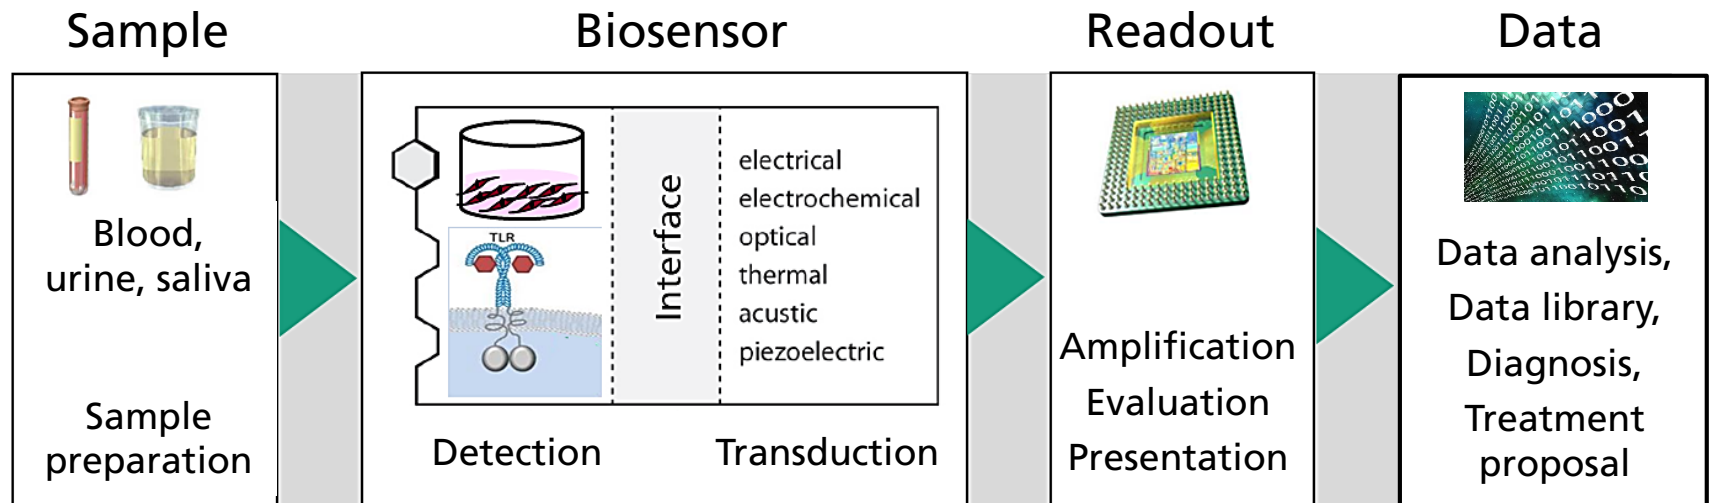 Sample
Blood,
urine, saliva
Sample
preparation
Biosensor
TLR
Interface
electrical
electrochemical
optical
thermal
acustic
piezoelectric
Detection
Transduction
Readout
Amplification
Evaluation
Presentation
Data
Data analysis,
Data library,
Diagnosis,
Treatment
proposal